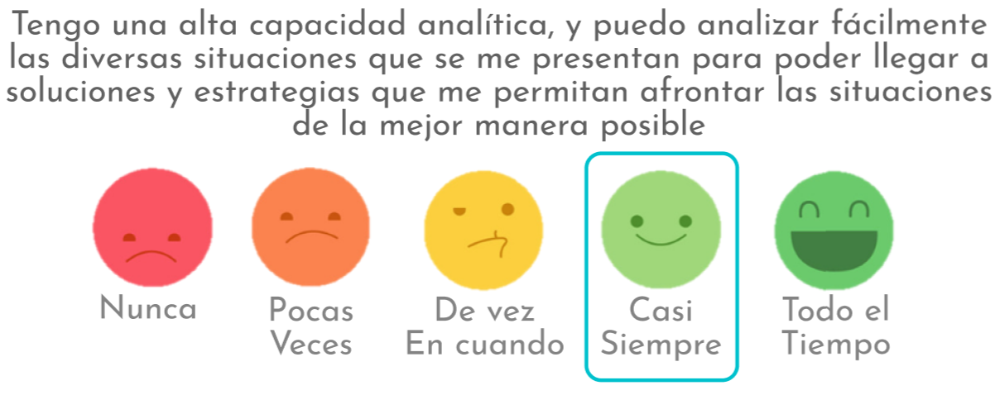 Tengo una alta capacidad analítica, y puedo analizar fácilmente
las diversas situaciones que se me presentan para poder llegar a
soluciones y estrategias que me permitan afrontar las situaciones
de la mejor manera posible
Nunca
Pocas
Veces
De vez
En cuando
Casi
Siempre
Todo el
Tiempo